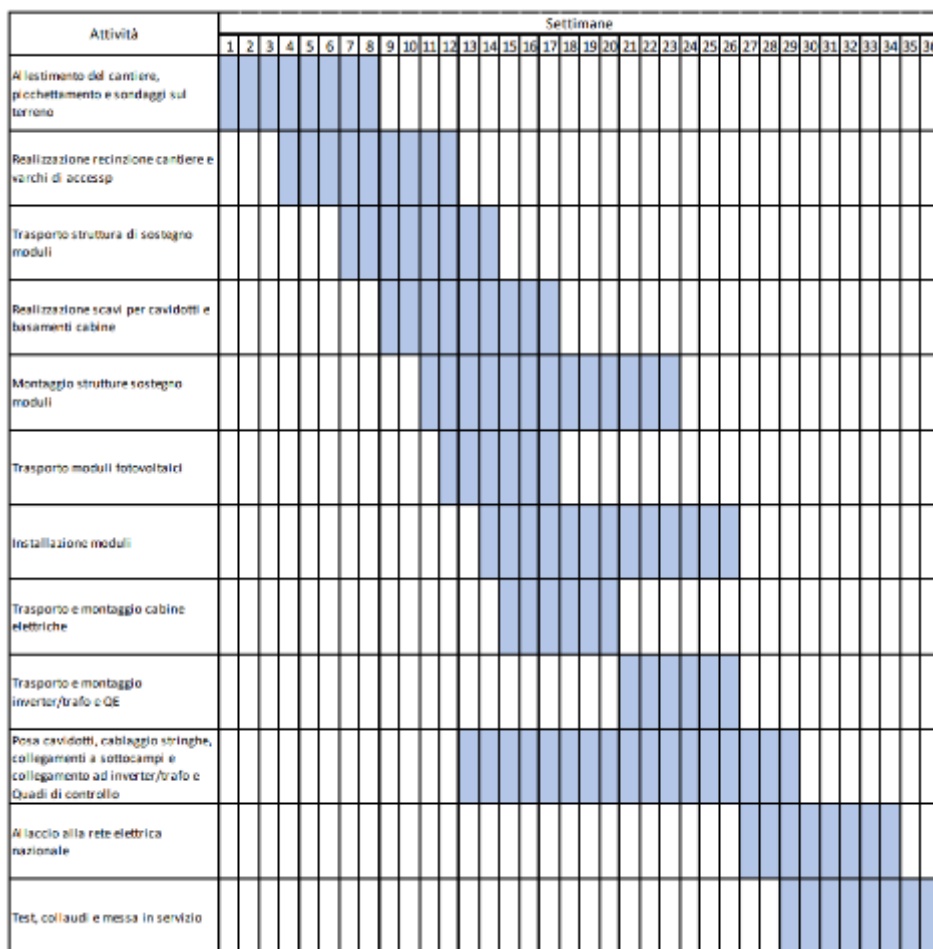 Attività
Settimane
1 2 3 4 5 6 7 8 9 10 11 12 13 14 15 16 17 18 19 20 21 22 23 24 25 26 27 28 29 30 31 32 33 34 35 36
Allestimento del cantiere,
picchettamento e sondaggi sul
terreno
Realizzazione recinzione cantiere e
varchi di accessp
Trasporto struttura di sostegno
moduli
Realizzazione scavi per cavidotti e
basamenti cabine
Montaggio strutture sostegno
moduli
Trasporto moduli fotovoltaici
Installazione moduli
Trasporto e montaggio cabine
elettriche
Trasporto e montaggio
inverter/trafo e QE
Posa cavidotti, cablaggio stringhe,
collegamenti a sottocampi e
collegamento ad inverter/trafo e
Quadi di controllo
Allaccio alla rete elettrica
nazionale
Test, collaudi e messa in servizio